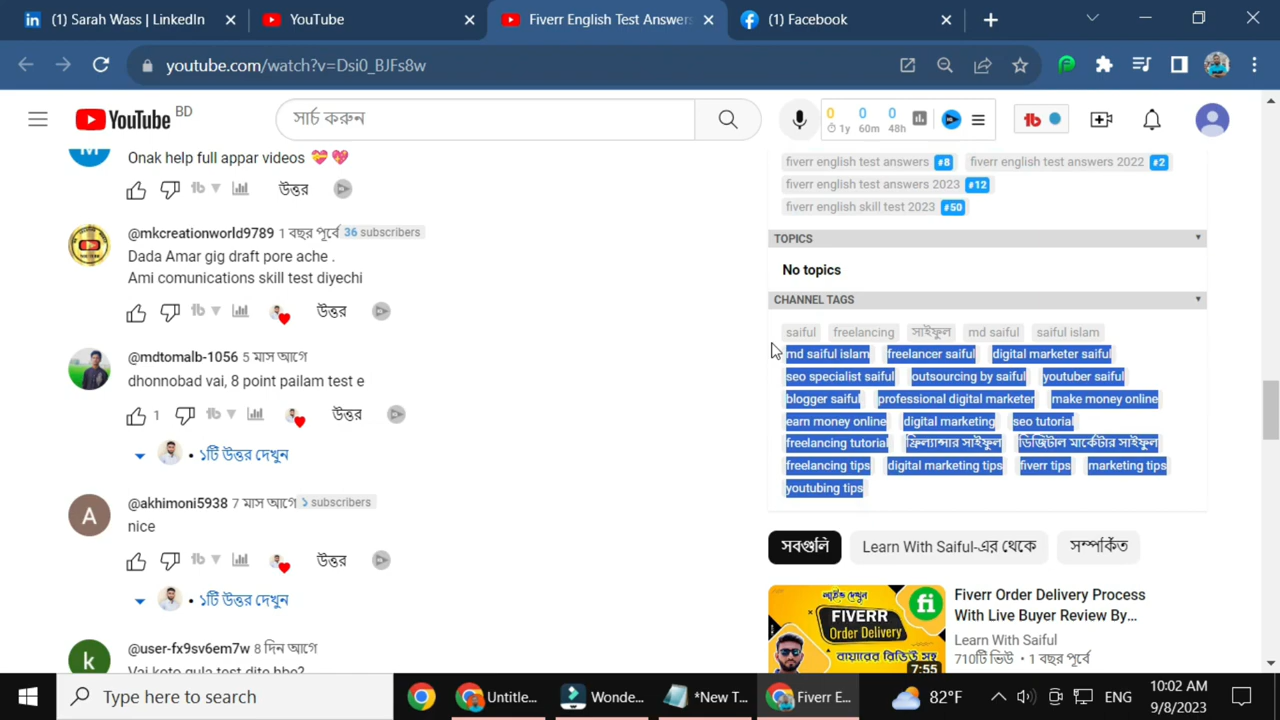 (1) Sarah Wass | LinkedIn
YouTube
Fiverr English Test Answers
(1) Facebook
youtube.com/watch?v=Dsi0_BJFs8w
YouTube BD
সার্চ করুন
0 0 0
1y 60m 48h
Onak help full appar videos
উত্তর
@mkcreationworld9789 1 বছর পূর্বে 36 subscribers
Dada Amar gig draft pore ache .
Ami comunications skill test diyechi
উত্তর
@mdtomalb-1056 5 মাস আগে
dhonnobad vai, 8 point pailam test e
1 উত্তর
• ১টি উত্তর দেখুন
A
@akhimoni5938 7 মাস আগে subscribers
nice
উত্তর
• ১টি উত্তর দেখুন
k
@user-fx9sv6em7w 8 দিন আগে
Vai koto gula test dite hbo?
fiverr english test answers #8 fiverr english test answers 2022 #2
fiverr english test answers 2023 #12
fiverr english skill test 2023 #50
TOPICS
No topics
CHANNEL TAGS
saiful freelancing সাইফুল md saiful saiful islam
md saiful islam freelancer saiful digital marketer saiful
seo specialist saiful outsourcing by saiful youtuber saiful
blogger saiful professional digital marketer make money online
earn money online digital marketing seo tutorial
freelancing tutorial ফ্রিল্যান্সার সাইফুল ডিজিটাল মার্কেটার সাইফুল
freelancing tips digital marketing tips fiverr tips marketing tips
youtubing tips
সবগুলি Learn With Saiful-এর থেকে সম্পর্কিত
লাইভ দেখুন
FIVERR
Order Delivery
বায়ারের রিভিউ সহ
fi
7:55
Fiverr Order Delivery Process
With Live Buyer Review By...
Learn With Saiful
710টি ভিউ • 1 বছর পূর্বে
Type here to search
Untitle...
Wonde...
*New T...
Fiverr E...
82°F
ENG
10:02 AM
9/8/2023